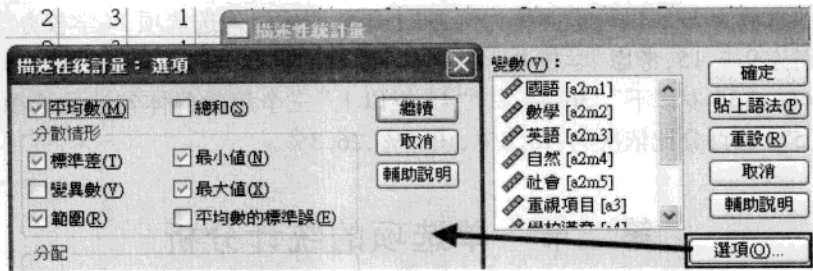 2 3 1
描述性統計量
描述性統計量：選項
平均數(M)
總和(S)
繼續
分散情形
取消
標準差(T)
最小值(N)
輔助說明
變異數(V)
最大值(X)
範圍(R)
平均數的標準誤(E)
分配
變數(V)：
國語 [a2m1]
數學 [a2m2]
英語 [a2m3]
自然 [a2m4]
社會 [a2m5]
重視項目 [a3]
確定
貼上語法(P)
重設(R)
取消
輔助說明
選項(O)...